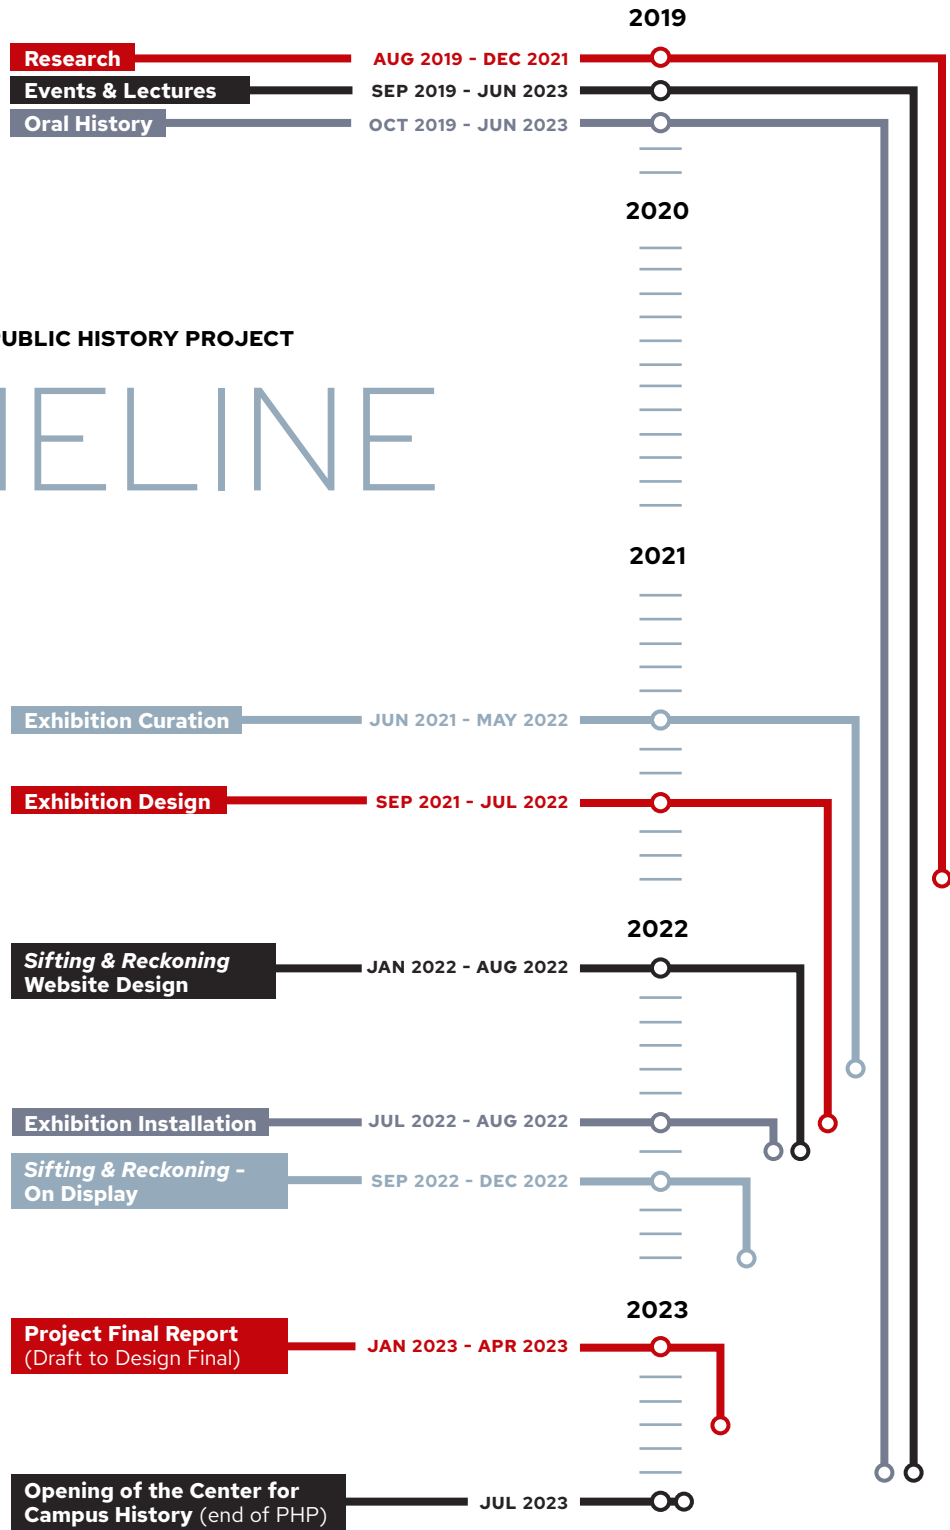 2019
Research AUG 2019 - DEC 2021
Events & Lectures SEP 2019 - JUN 2023
Oral History OCT 2019 - JUN 2023
2020
PUBLIC HISTORY PROJECT
ELINE
2021
Exhibition Curation JUN 2021 - MAY 2022
Exhibition Design SEP 2021 - JUL 2022
2022
Sifting & Reckoning
Website Design JAN 2022 - AUG 2022
Exhibition Installation JUL 2022 - AUG 2022
Sifting & Reckoning -
On Display SEP 2022 - DEC 2022
2023
Project Final Report
(Draft to Design Final) JAN 2023 - APR 2023
Opening of the Center for
Campus History (end of PHP) JUL 2023